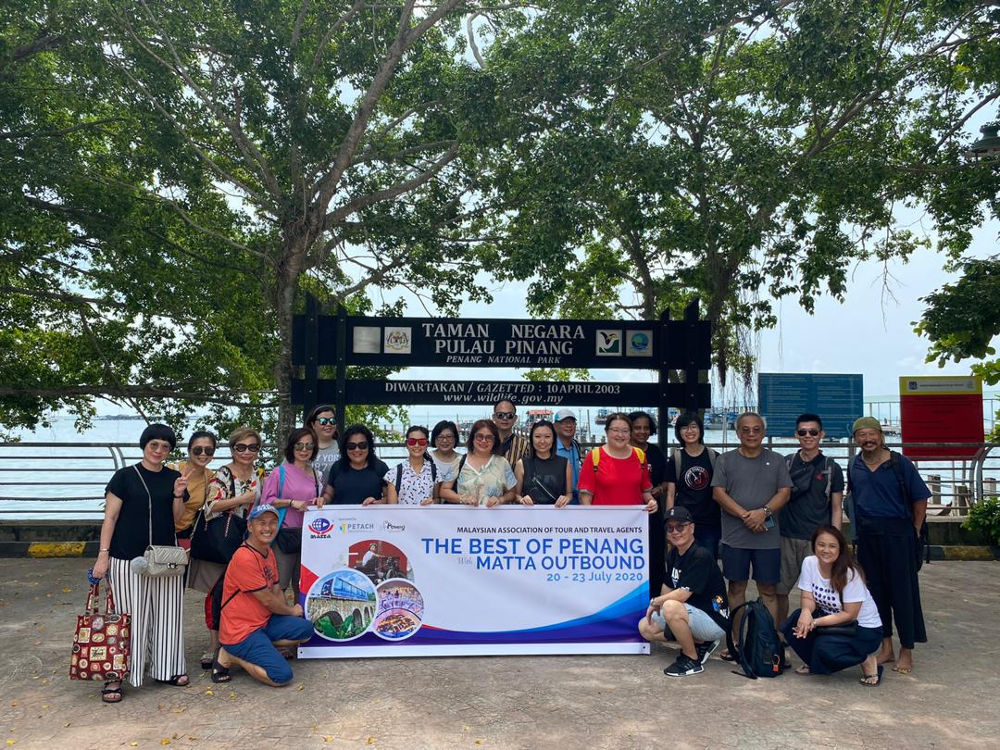 TAMAN NEGARA
PULAU PINANG
PENANG NATIONAL PARK
DIWARTAKAN / GAZETTED : 10 APRIL 2003
www.wildlife.gov.my
MATTA
PETACH
Penang
MALAYSIAN ASSOCIATION OF TOUR AND TRAVEL AGENTS
THE BEST OF PENANG
With MATTA OUTBOUND
20 - 23 July 2020